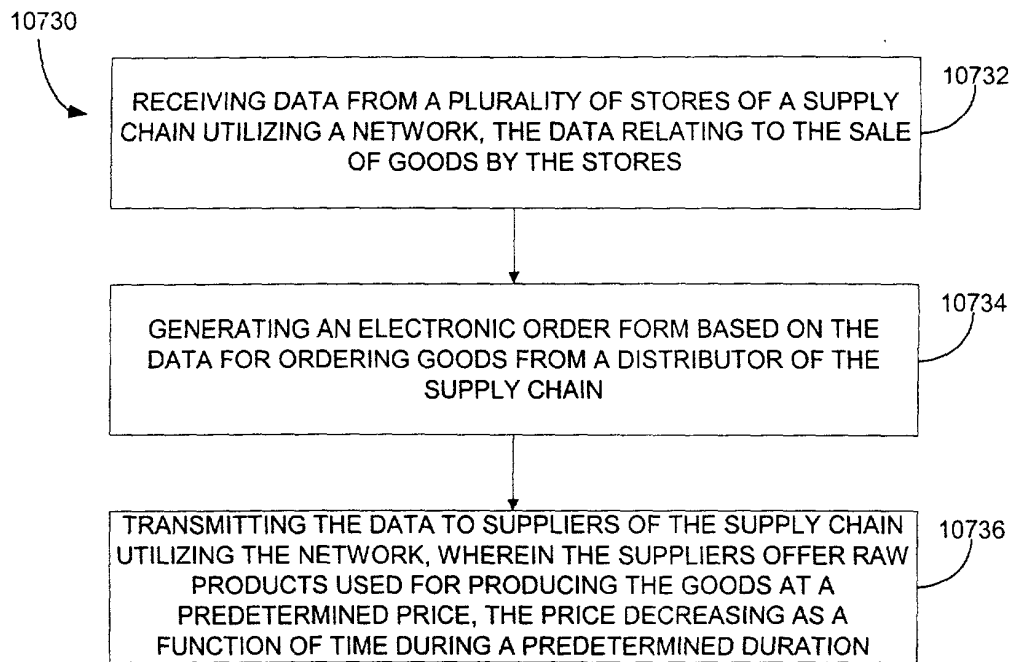 10730
10732
RECEIVING DATA FROM A PLURALITY OF STORES OF A SUPPLY
CHAIN UTILIZING A NETWORK, THE DATA RELATING TO THE SALE
OF GOODS BY THE STORES
10734
GENERATING AN ELECTRONIC ORDER FORM BASED ON THE
DATA FOR ORDERING GOODS FROM A DISTRIBUTOR OF THE
SUPPLY CHAIN
10736
TRANSMITTING THE DATA TO SUPPLIERS OF THE SUPPLY CHAIN
UTILIZING THE NETWORK, WHEREIN THE SUPPLIERS OFFER RAW
PRODUCTS USED FOR PRODUCING THE GOODS AT A
PREDETERMINED PRICE, THE PRICE DECREASING AS A
FUNCTION OF TIME DURING A PREDETERMINED DURATION